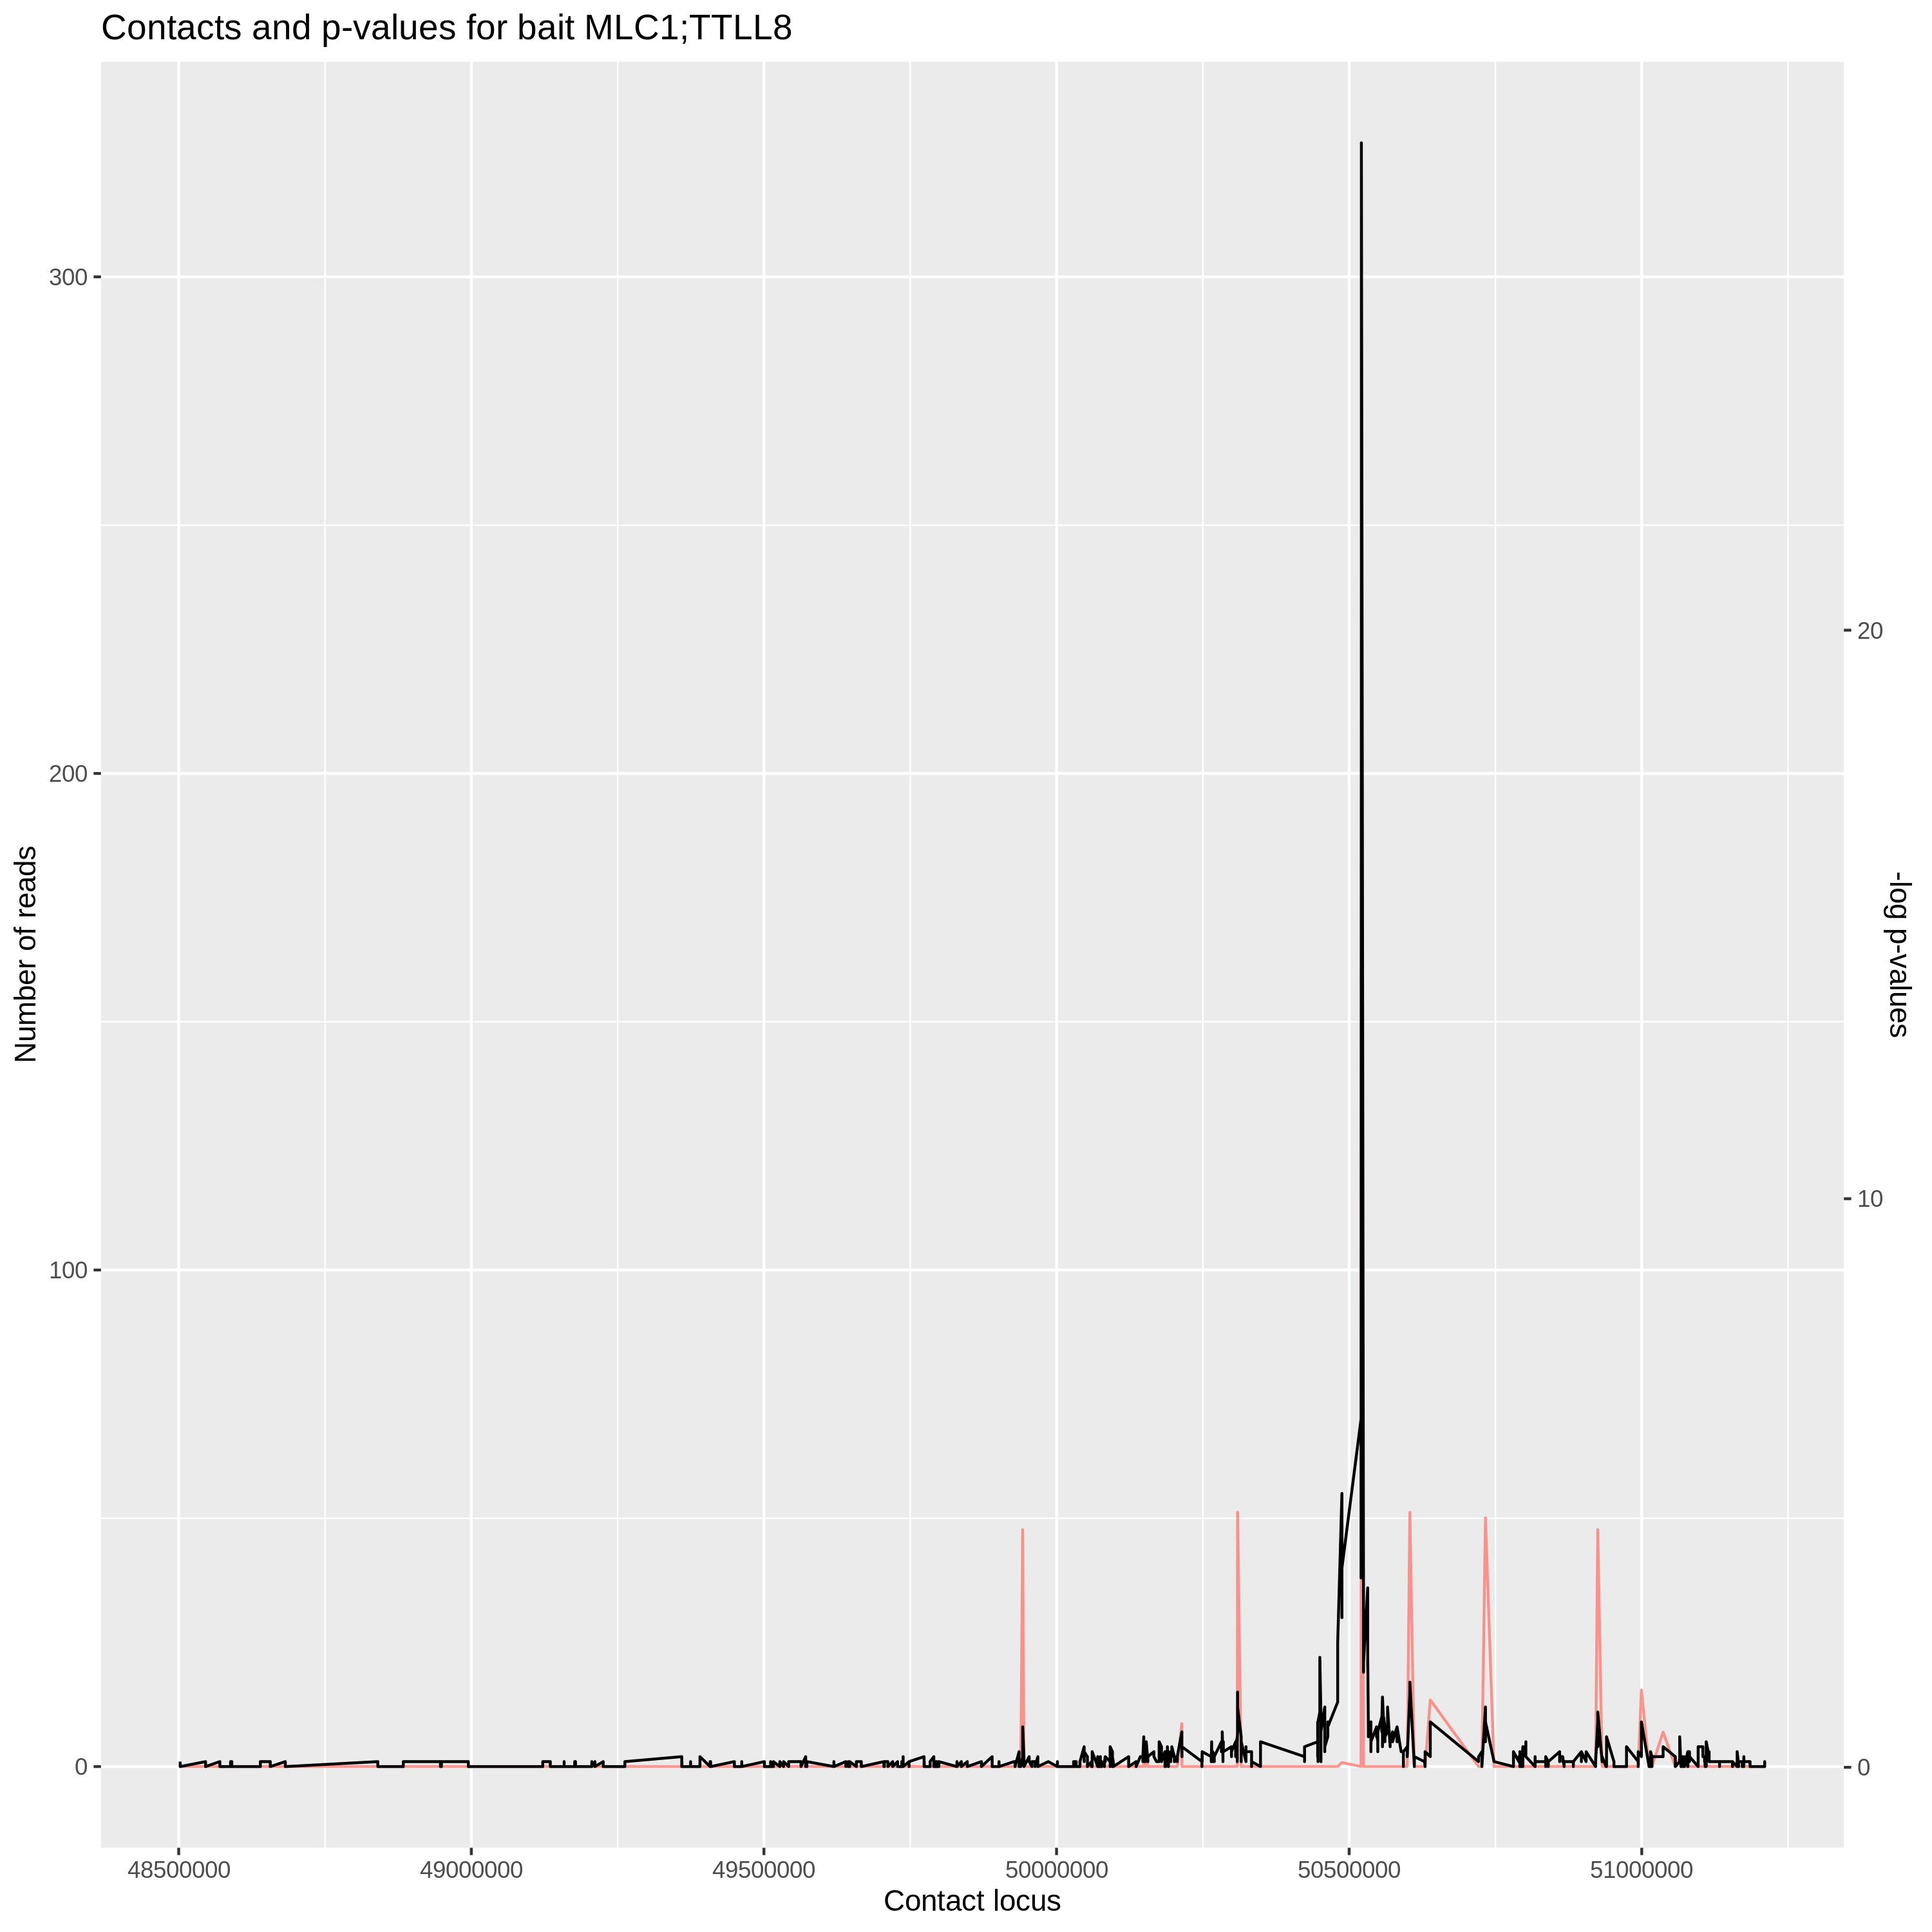 Contacts and p-values for bait MLC1;TTLL8
300
200
100
0
20
10
0
Number of reads
-log p-values
48500000 49000000 49500000 50000000 50500000 51000000
Contact locus